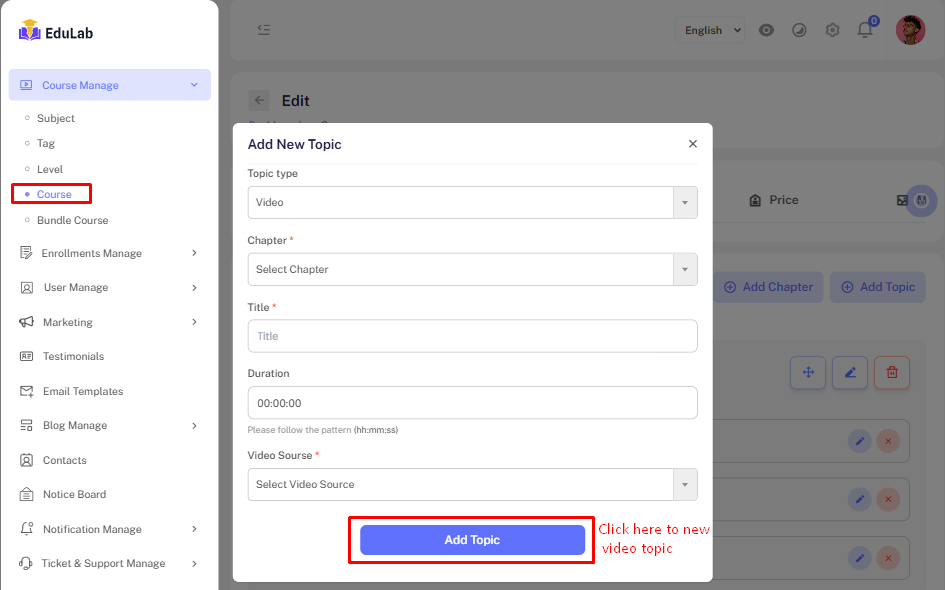 EduLab
Course Manage
Subject
Tag
Level
Course
Bundle Course
Enrollments Manage
User Manage
Marketing
Testimonials
Email Templates
Blog Manage
Contacts
Notice Board
Notification Manage
Ticket & Support Manage
English
0
Edit
Price
Add Chapter
Add Topic
Add New Topic
Topic type
Video
Chapter *
Select Chapter
Title *
Title
Duration
00:00:00
Please follow the pattern (hh:mm:ss)
Video Sourse *
Select Video Source
Add Topic
Click here to new
video topic